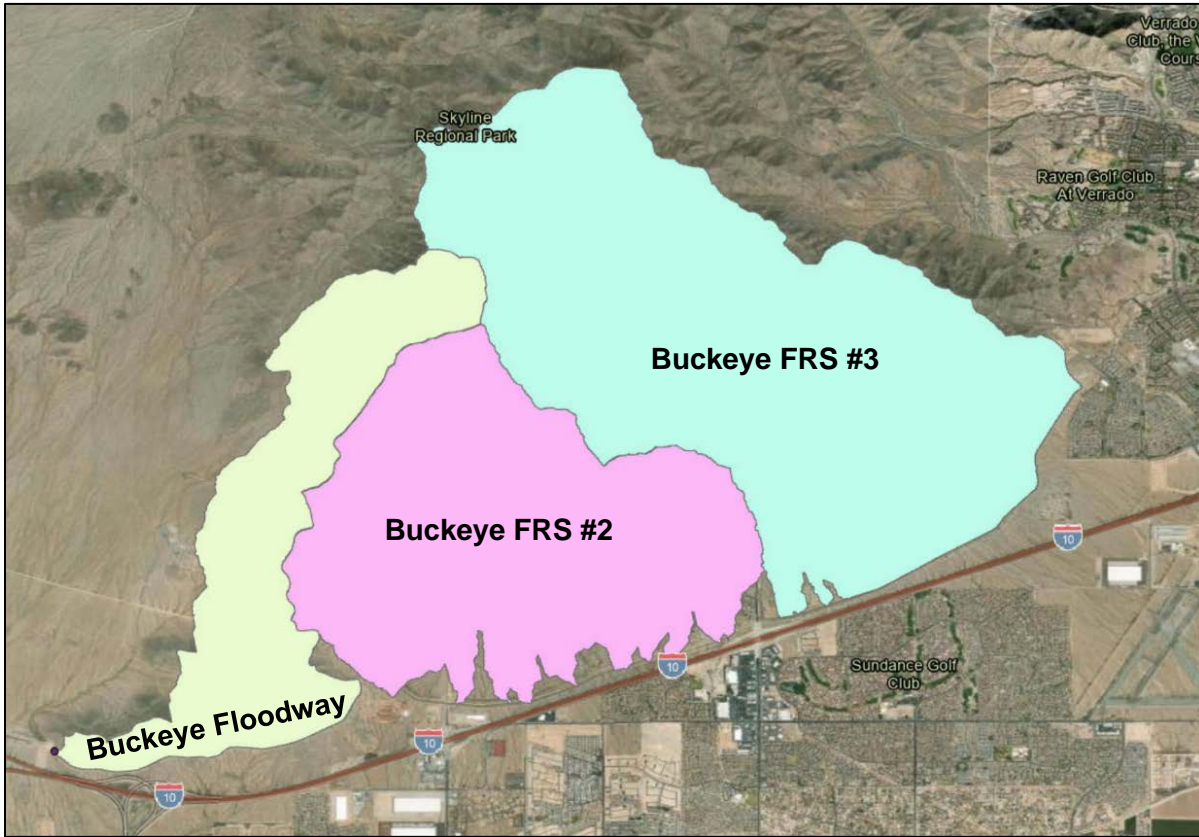 Verrado
Club, the V
Cours
Skyline
Regional Park
Raven Golf Club
At Verrado
Buckeye FRS #3
Buckeye FRS #2
10
10
Sundance Golf
Club
Buckeye Floodway
10
10